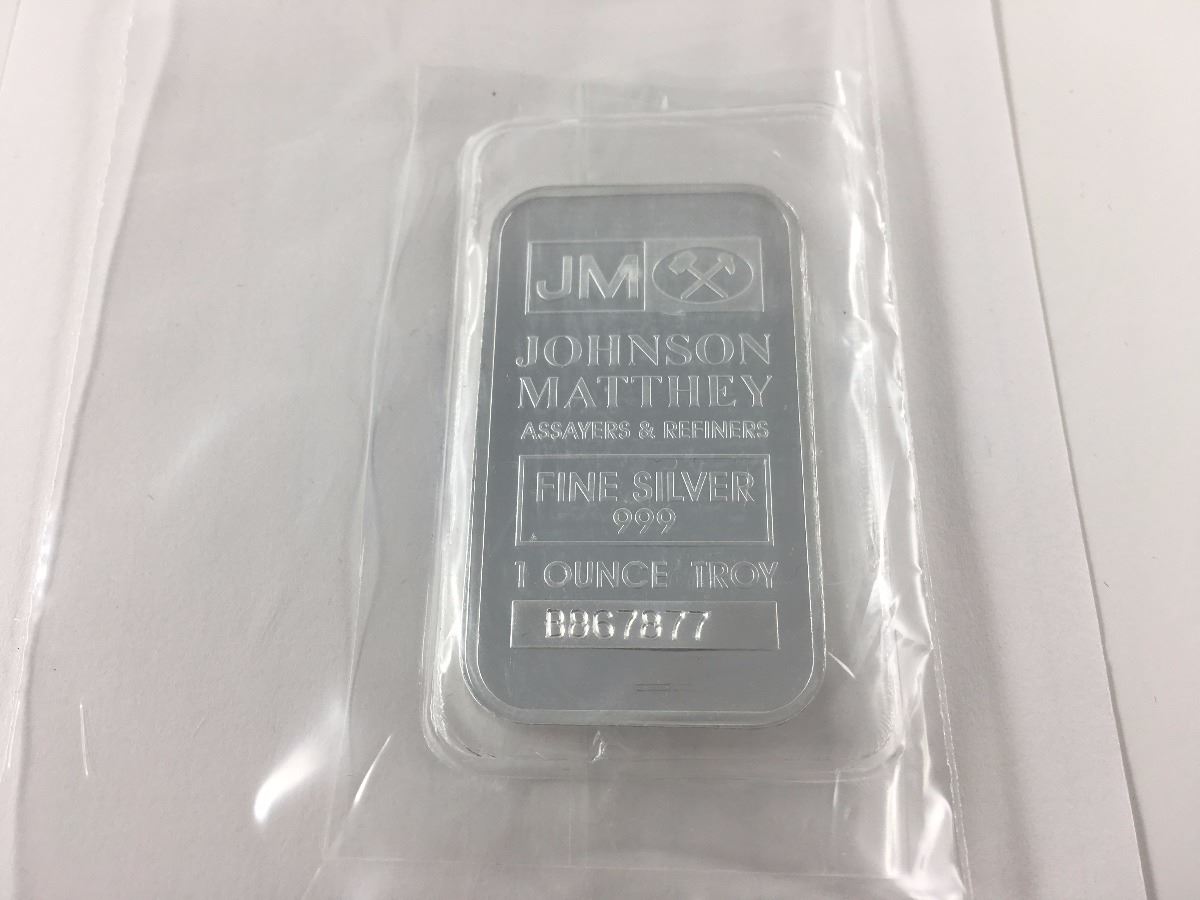 JM
JOHNSON
MATTHEY
ASSAYERS & REFINERS
FINE SILVER
999
1 OUNCE TROY
B867877